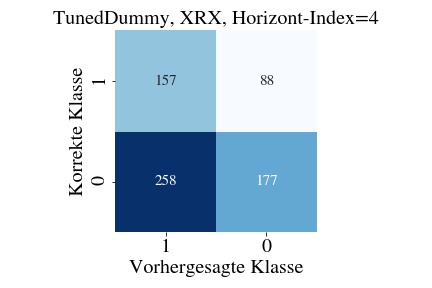 TunedDummy, XRX, Horizont-Index=4
Korrekte Klasse
1
157
88
0
258
177
1
0
Vorhergesagte Klasse